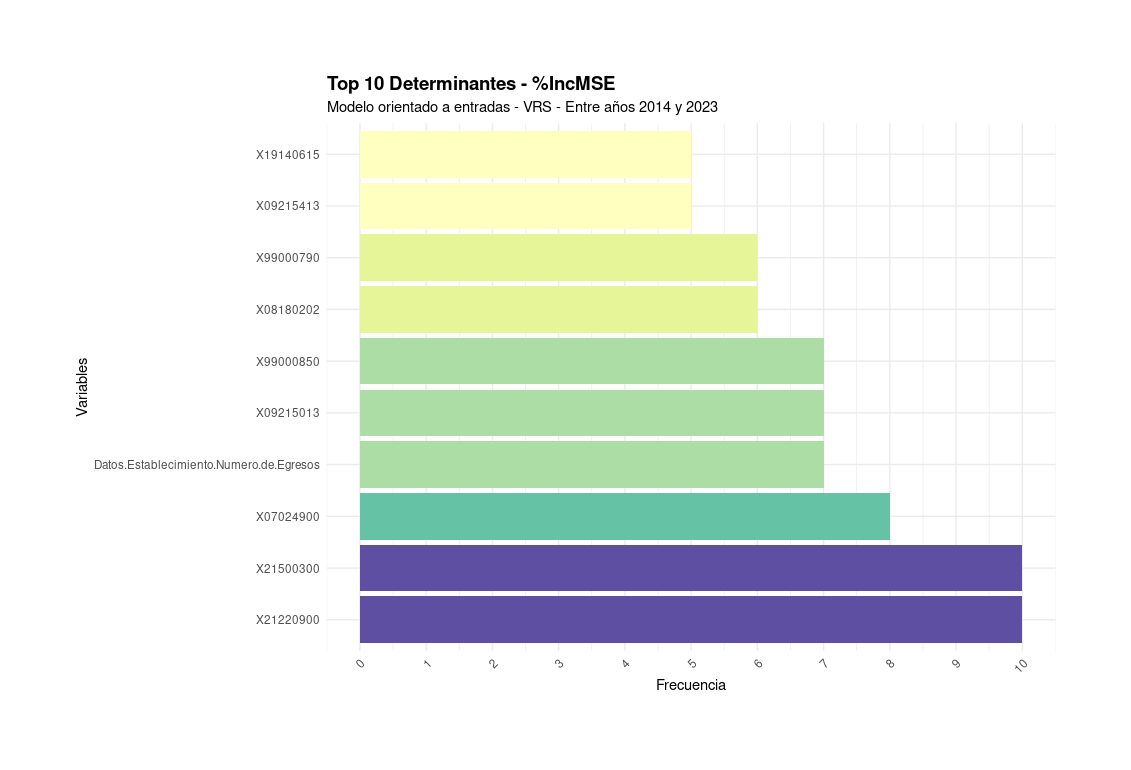 Top 10 Determinantes - %IncMSE
Modelo orientado a entradas - VRS - Entre años 2014 y 2023
Variables
X19140615
X09215413
X99000790
X08180202
X99000850
X09215013
Datos.Establecimiento.Numero.de.Egresos
X07024900
X21500300
X21220900
0 1 2 3 4 5 6 7 8 9 10
Frecuencia